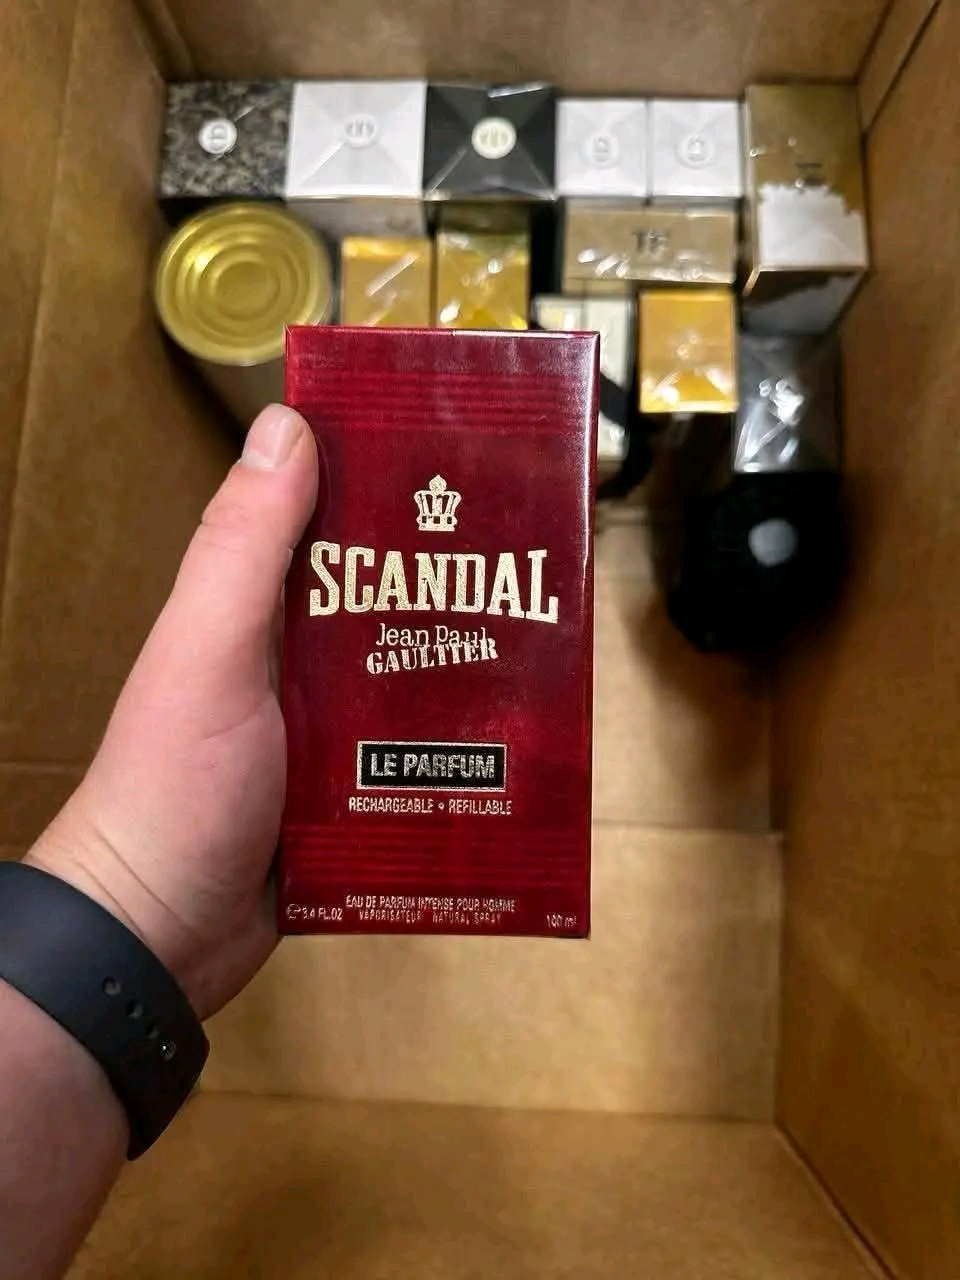 SCANDAL
Jean Paul
GAULTIER
LE PARFUM
RECHARGEABLE • REFILLABLE
EAU DE PARFUM INTENSE POUR HOMME
℮ 3.4 FL.OZ VAPORISATEUR NATURAL SPRAY 100 ml